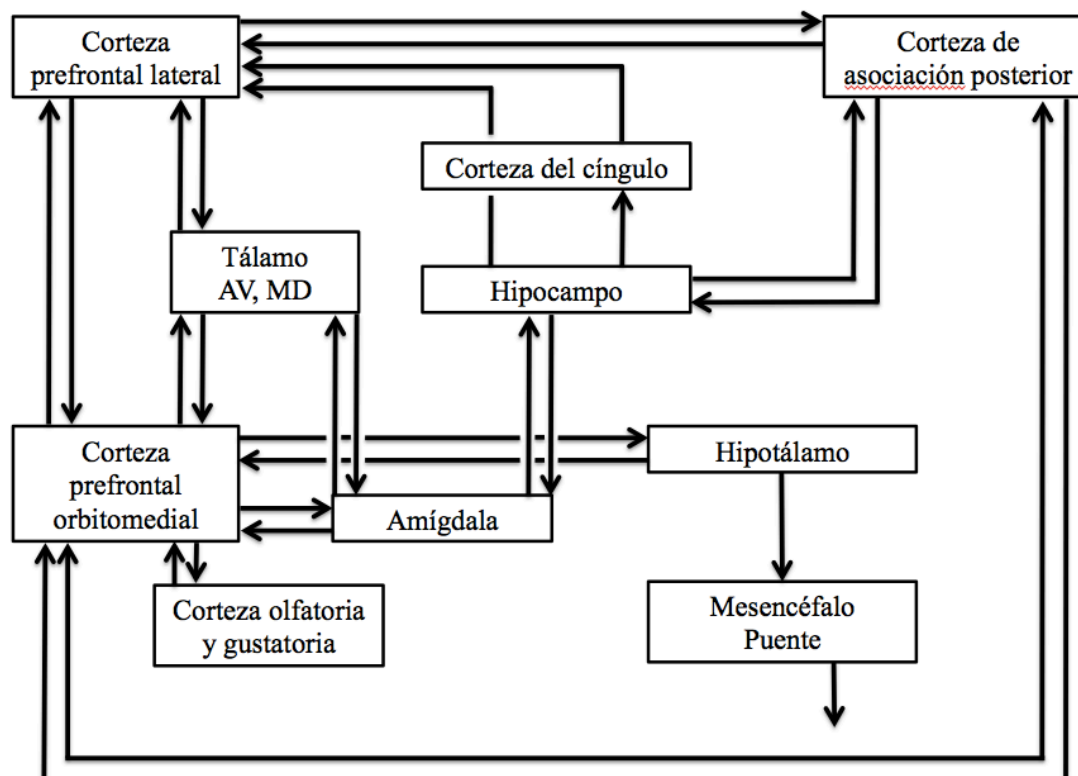 Corteza
prefrontal lateral
Corteza de
asociación posterior
Corteza del cíngulo
Tálamo
AV, MD
Hipocampo
Corteza
prefrontal
orbitomedial
Hipotálamo
Amígdala
Corteza olfatoria
y gustatoria
Mesencéfalo
Puente